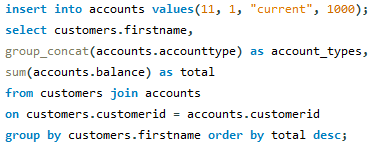 insert into accounts values(11, 1, "current", 1000);
select customers.firstname,
group_concat(accounts.accounttype) as account_types,
sum(accounts.balance) as total
from customers join accounts
on customers.customerid = accounts.customerid
group by customers.firstname order by total desc;